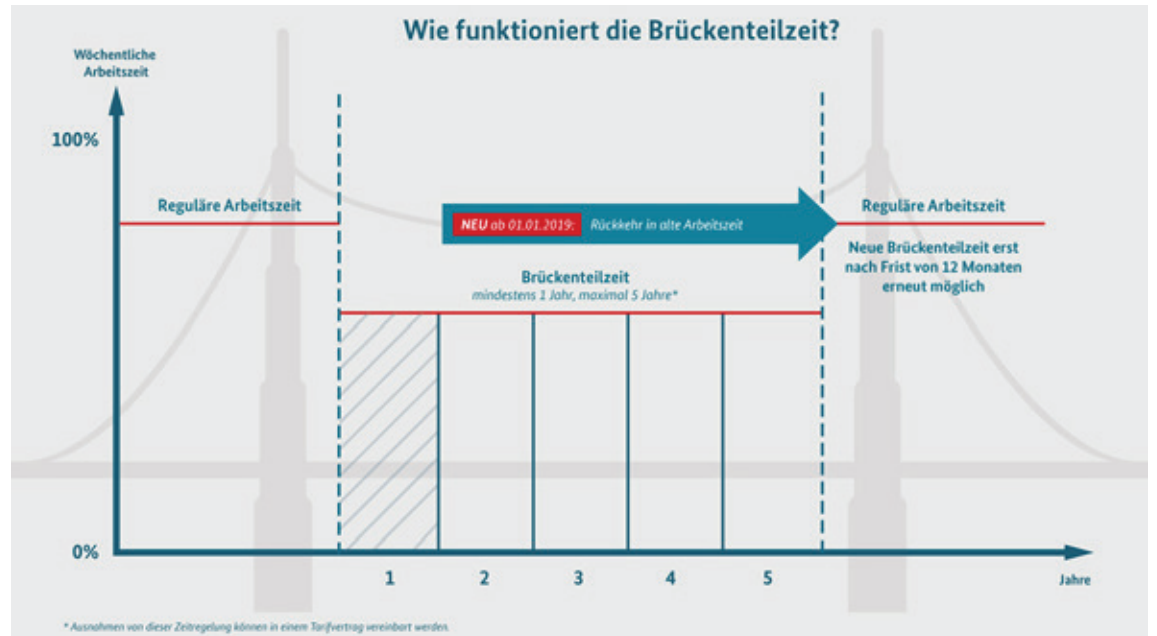 Wie funktioniert die Brückenteilzeit?
Wöchentliche
Arbeitszeit
100%
Reguläre Arbeitszeit
NEU ab 01.01.2019: Rückkehr in alte Arbeitszeit
Reguläre Arbeitszeit
Neue Brückenteilzeit erst
nach Frist von 12 Monaten
erneut möglich
Brückenteilzeit
mindestens 1 Jahr, maximal 5 Jahre*
0%
1 2 3 4 5 Jahre
* Ausnahmen von dieser Zeitregelung können in einem Tarifvertrag vereinbart werden.